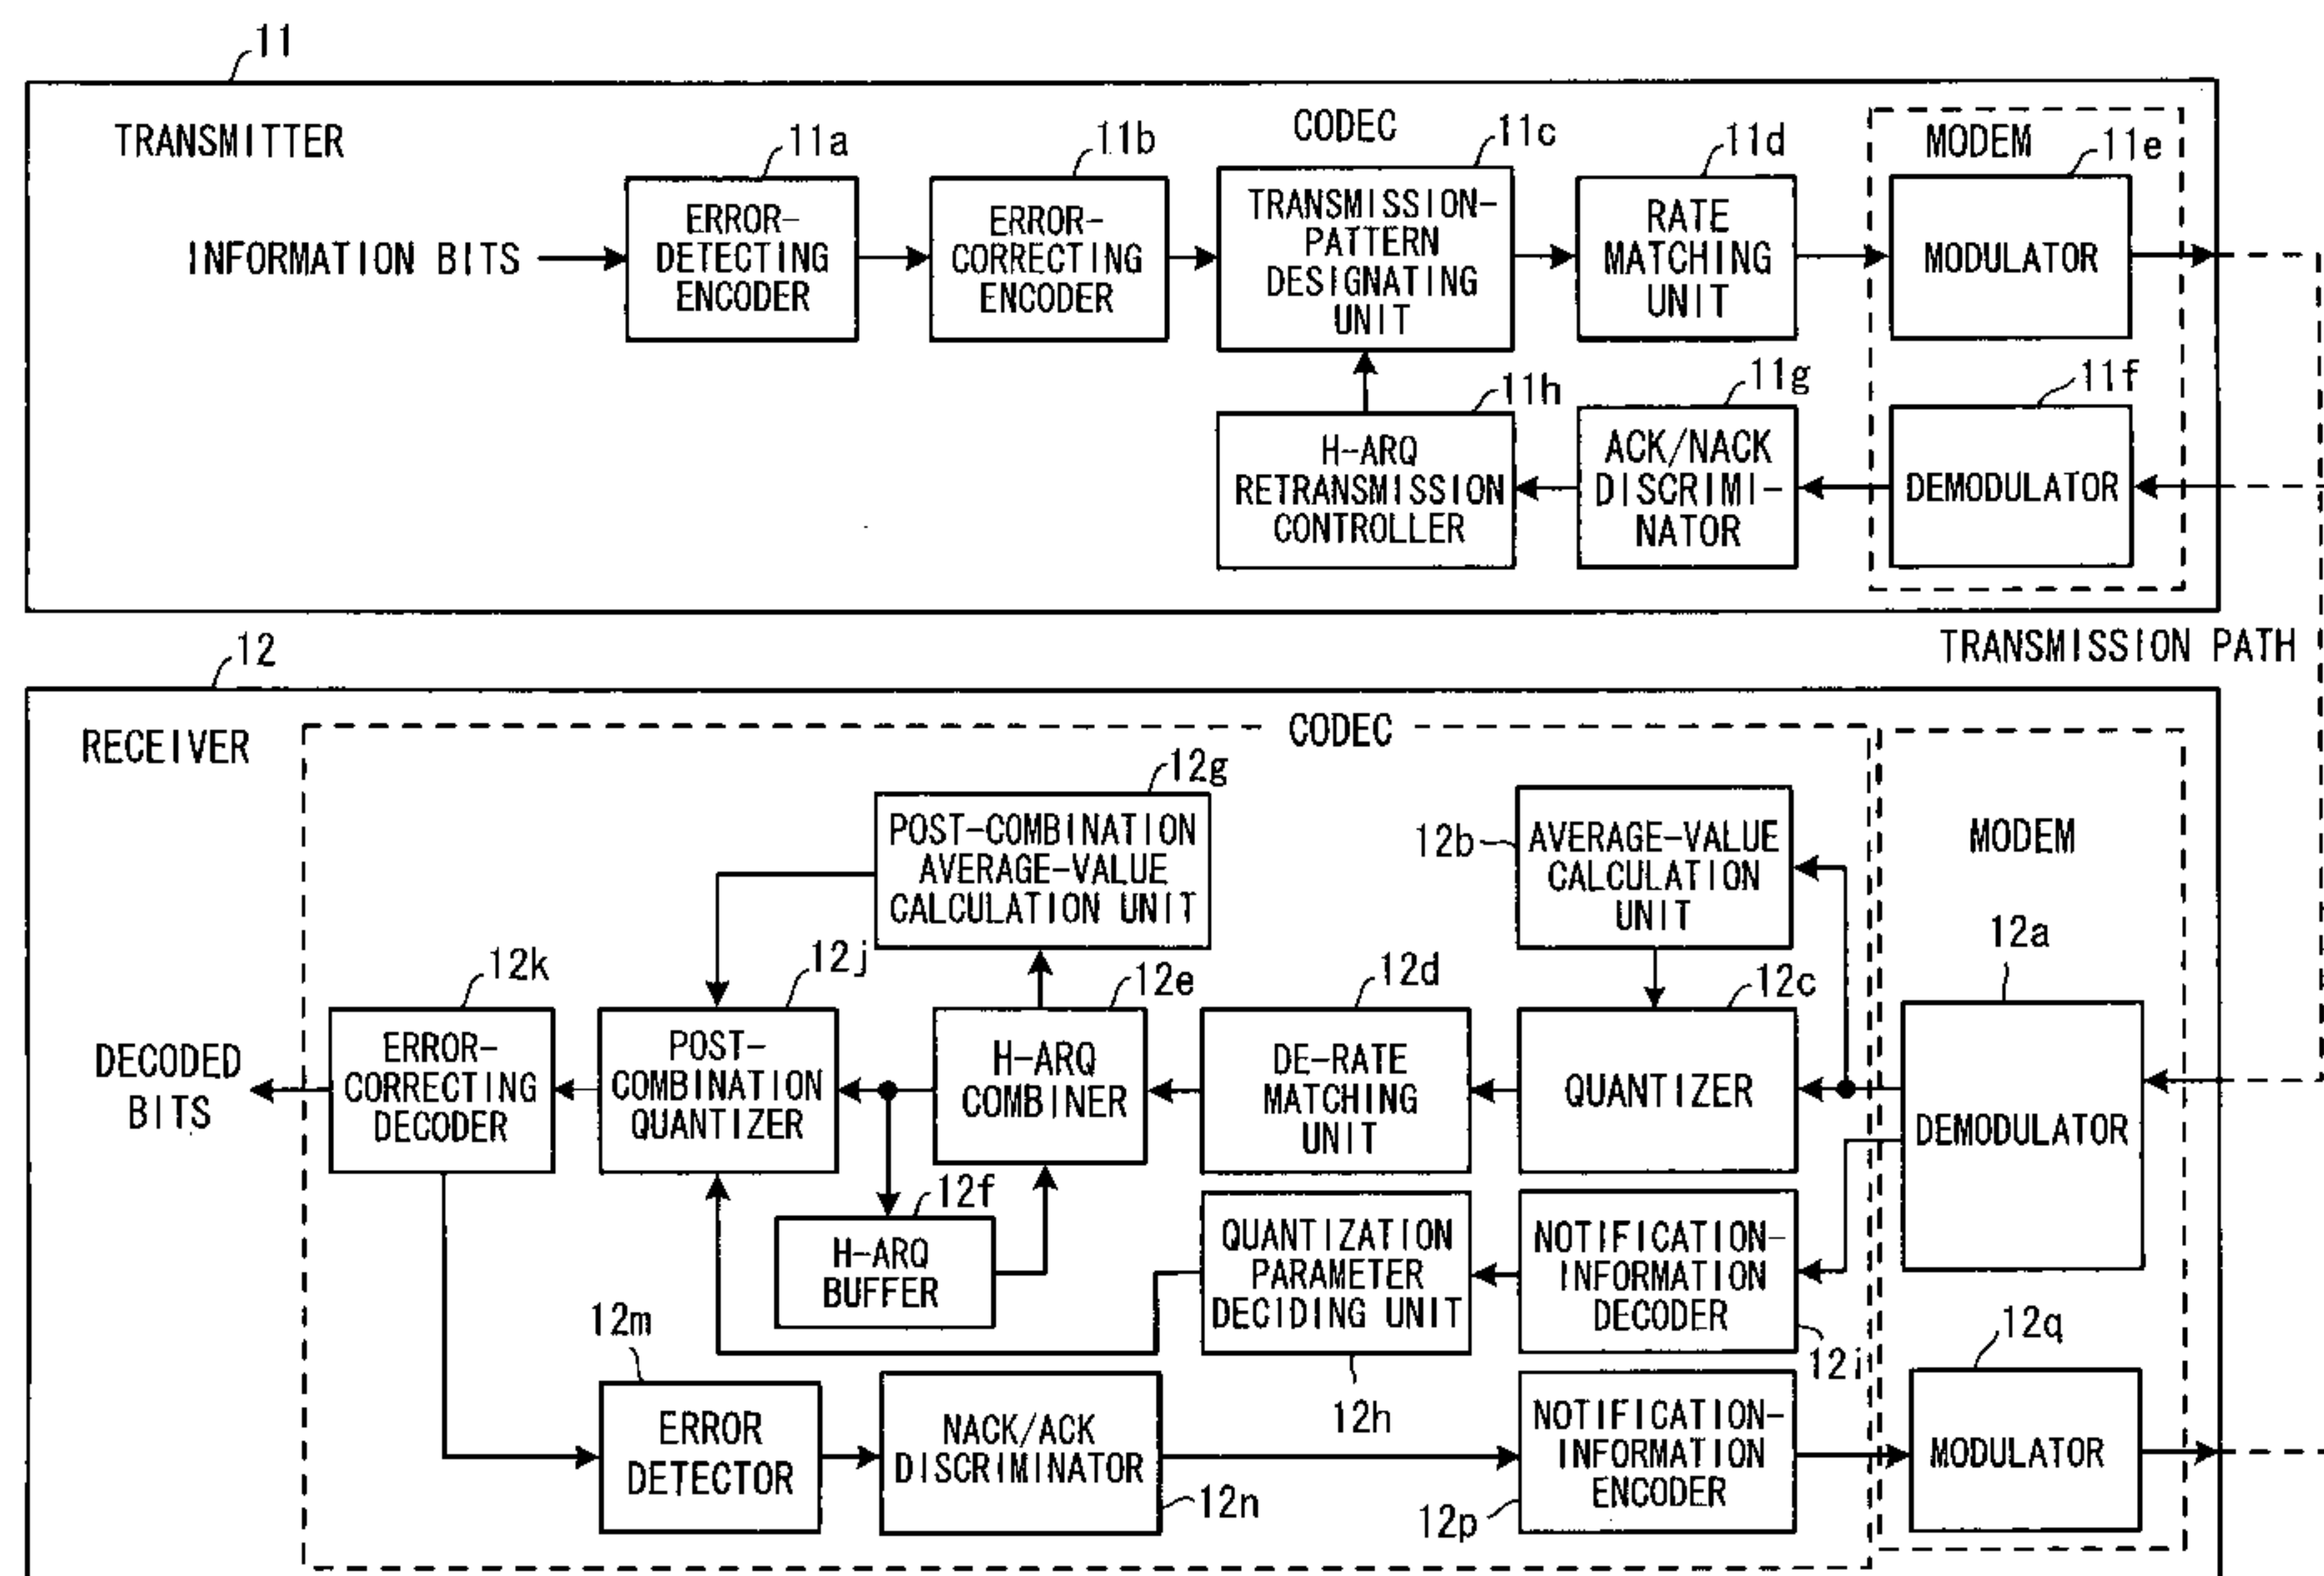 11
TRANSMITTER
CODEC
MODEM
11a
11b
11c
11d
11e
INFORMATION BITS
ERROR-
DETECTING
ENCODER
ERROR-
CORRECTING
ENCODER
TRANSMISSION-
PATTERN
DESIGNATING
UNIT
RATE
MATCHING
UNIT
MODULATOR
11h
11g
11f
H-ARQ
RETRANSMISSION
CONTROLLER
ACK/NACK
DISCRIMI-
NATOR
DEMODULATOR
TRANSMISSION PATH
12
RECEIVER
CODEC
MODEM
12g
POST-COMBINATION
AVERAGE-VALUE
CALCULATION UNIT
12b
AVERAGE-VALUE
CALCULATION
UNIT
12k
12j
12e
12d
12c
12a
DECODED
BITS
ERROR-
CORRECTING
DECODER
POST-
COMBINATION
QUANTIZER
H-ARQ
COMBINER
DE-RATE
MATCHING
UNIT
QUANTIZER
DEMODULATOR
12f
H-ARQ
BUFFER
QUANTIZATION
PARAMETER
DECIDING UNIT
12h
NOTIFICATION-
INFORMATION
DECODER
12i
12m
ERROR
DETECTOR
NACK/ACK
DISCRIMINATOR
12n
NOTIFICATION-
INFORMATION
ENCODER
12p
12q
MODULATOR